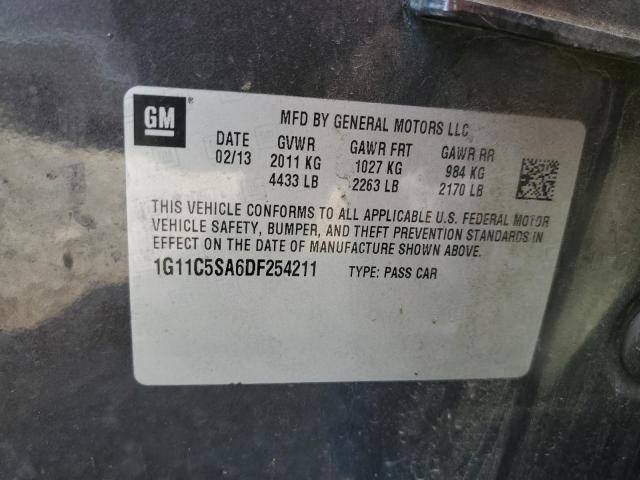 GM ®
MFD BY GENERAL MOTORS LLC
DATE GVWR GAWR FRT GAWR RR
02/13 2011 KG 1027 KG 984 KG
4433 LB 2263 LB 2170 LB
THIS VEHICLE CONFORMS TO ALL APPLICABLE U.S. FEDERAL MOTOR
VEHICLE SAFETY, BUMPER, AND THEFT PREVENTION STANDARDS IN
EFFECT ON THE DATE OF MANUFACTURE SHOWN ABOVE.
1G11C5SA6DF254211 TYPE: PASS CAR